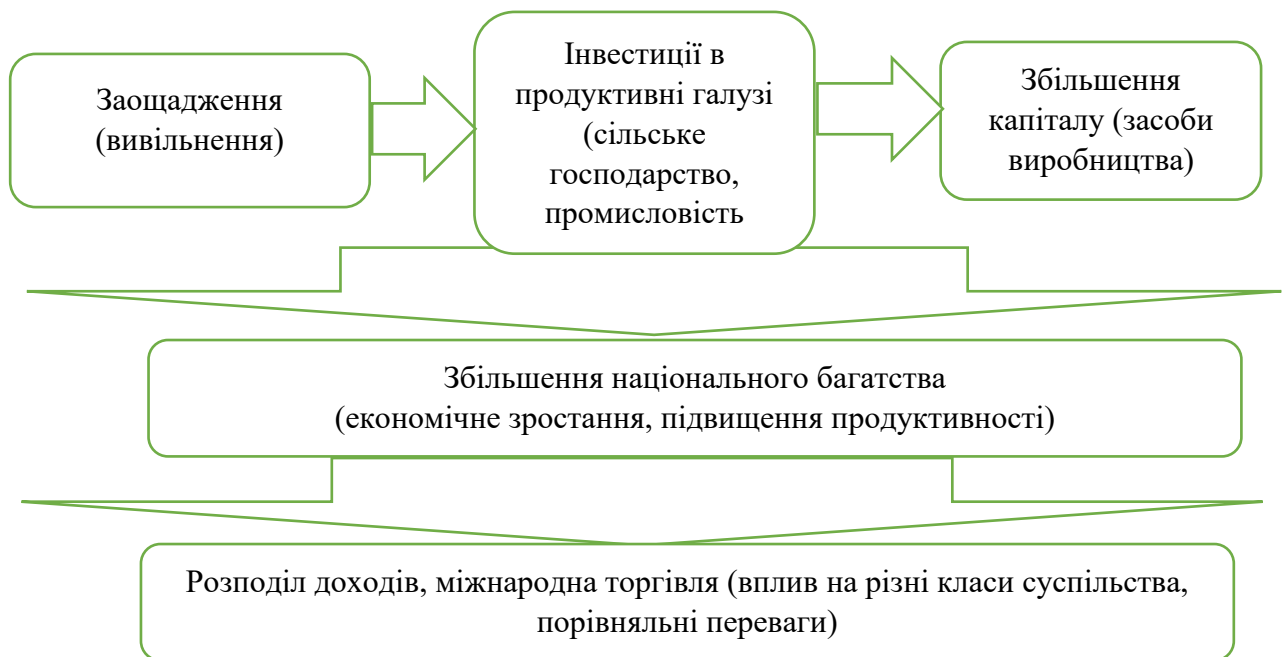 Заощадження
(вивільнення)
Інвестиції в
продуктивні галузі
(сільське
господарство,
промисловість
Збільшення
капіталу (засоби
виробництва)
Збільшення національного багатства
(економічне зростання, підвищення продуктивності)
Розподіл доходів, міжнародна торгівля (вплив на різні класи суспільства,
порівняльні переваги)